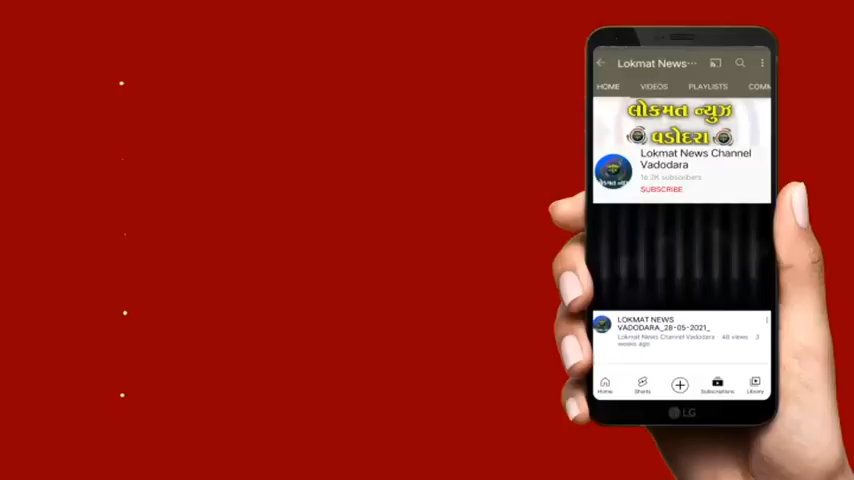 Lokmat News...
HOME VIDEOS PLAYLISTS COMM
લોકમત ન્યુઝ
વડોદરા
Lokmat News Channel
Vadodara
subscribers
SUBSCRIBE
LOKMAT NEWS
VADODARA_28-05-2021_
Lokmat News Channel Vadodara · 48 views · 3
weeks ago
Home Shorts Subscriptions Library
LG